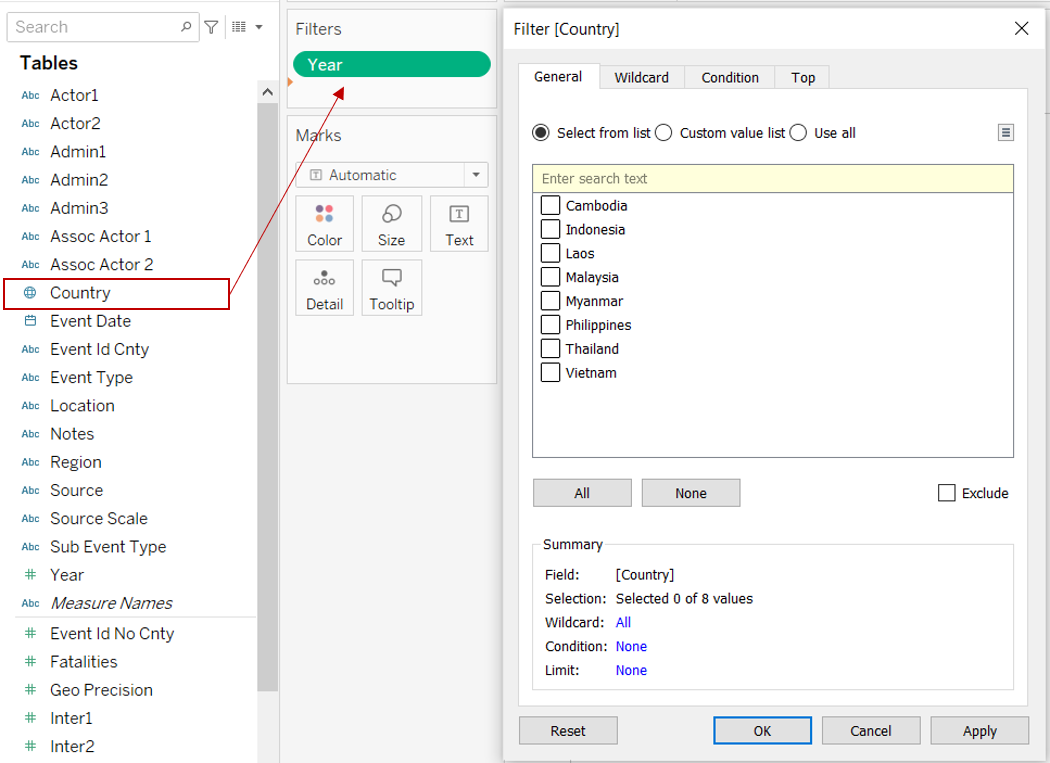 Search
Tables
Abc Actor1
Abc Actor2
Abc Admin1
Abc Admin2
Abc Admin3
Abc Assoc Actor 1
Abc Assoc Actor 2
Country
Event Date
Abc Event Id Cnty
Abc Event Type
Abc Location
Abc Notes
Abc Region
Abc Source
Abc Source Scale
Abc Sub Event Type
# Year
Abc Measure Names
# Event Id No Cnty
# Fatalities
# Geo Precision
# Inter1
# Inter2
Filters
Year
Marks
T Automatic
Color Size Text
Detail Tooltip
Filter [Country]
General Wildcard Condition Top
Select from list Custom value list Use all
Enter search text
Cambodia
Indonesia
Laos
Malaysia
Myanmar
Philippines
Thailand
Vietnam
All None Exclude
Summary
Field: [Country]
Selection: Selected 0 of 8 values
Wildcard: All
Condition: None
Limit: None
Reset OK Cancel Apply